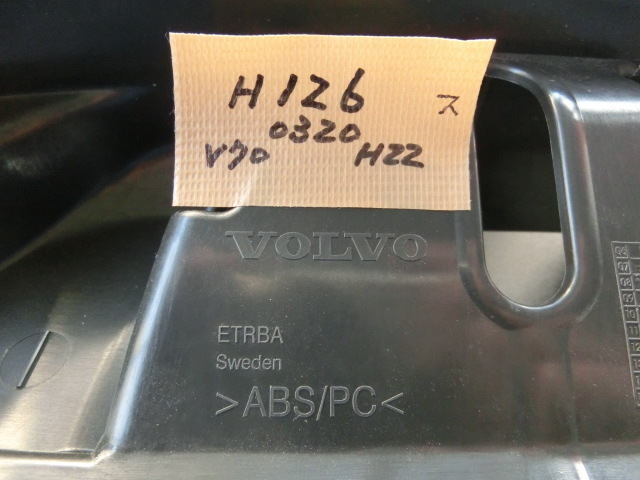 H126
ス
0320
V70 H22
VOLVO
ETRBA
Sweden
>ABS/PC<